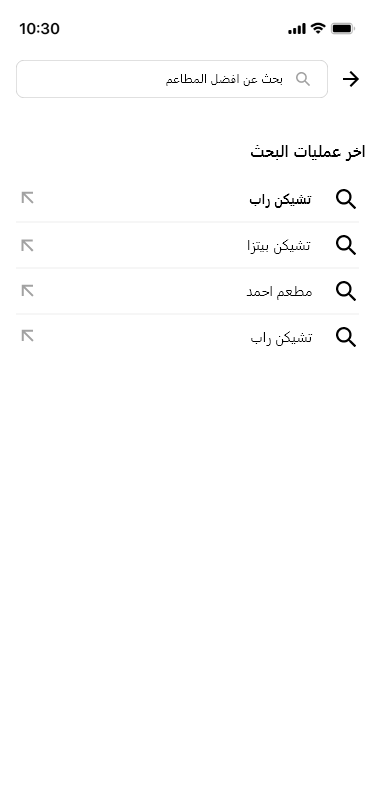 10:30
بحث عن افضل المطاعم
اخر عمليات البحث
تشيكن راب
تشيكن بيتزا
مطعم احمد
تشيكن راب